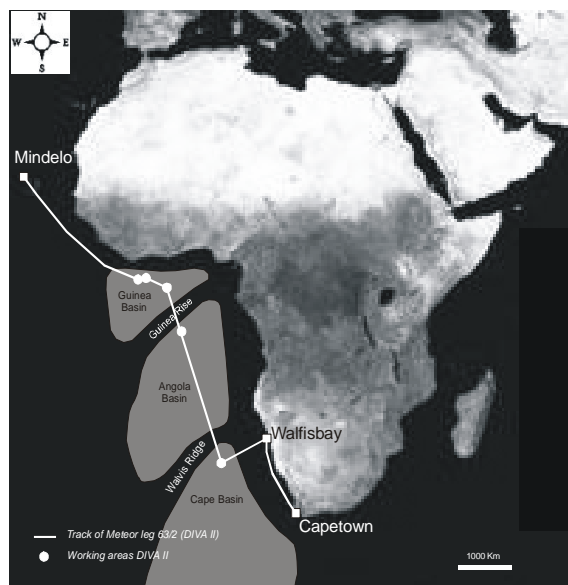 N
W E
S
Mindelo
Guinea
Basin
Guinea Rise
Angola
Basin
Walvis Ridge
Walfisbay
Cape Basin
Capetown
Track of Meteor leg 63/2 (DIVA II)
Working areas DIVA II
1000 Km